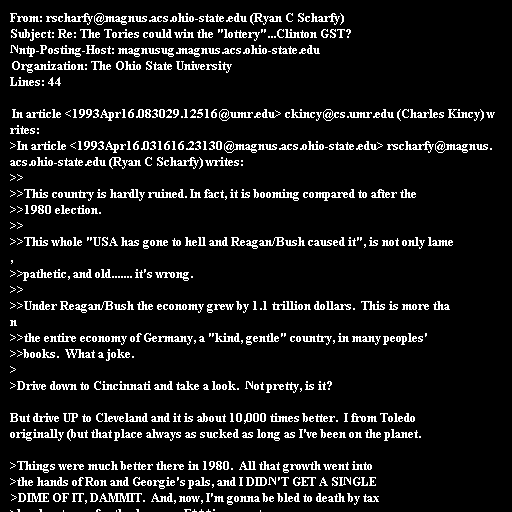 From: rscharfy@magnus.acs.ohio-state.edu (Ryan C Scharfy)
Subject: Re: The Tories could win the "lottery"...Clinton GST?
Nntp-Posting-Host: magnusug.magnus.acs.ohio-state.edu
Organization: The Ohio State University
Lines: 44

In article <1993Apr16.083029.12516@umr.edu> ckincy@cs.umr.edu (Charles Kincy) w
rites:
>In article <1993Apr16.031616.23130@magnus.acs.ohio-state.edu> rscharfy@magnus.
acs.ohio-state.edu (Ryan C Scharfy) writes:
>>
>>This country is hardly ruined. In fact, it is booming compared to after the
>>1980 election.
>>
>>This whole "USA has gone to hell and Reagan/Bush caused it", is not only lame
,
>>pathetic, and old....... it's wrong.
>>
>>Under Reagan/Bush the economy grew by 1.1 trillion dollars.  This is more tha
n
>>the entire economy of Germany, a "kind, gentle" country, in many peoples'
>>books.  What a joke.
>
>Drive down to Cincinnati and take a look.  Not pretty, is it?

But drive UP to Cleveland and it is about 10,000 times better.  I from Toledo
originally (but that place always as sucked as long as I've been on the planet.

>Things were much better there in 1980.  All that growth went into
>the hands of Ron and Georgie's pals, and I DIDN'T GET A SINGLE
>DIME OF IT, DAMMIT.  And, now, I'm gonna be bled to death by tax